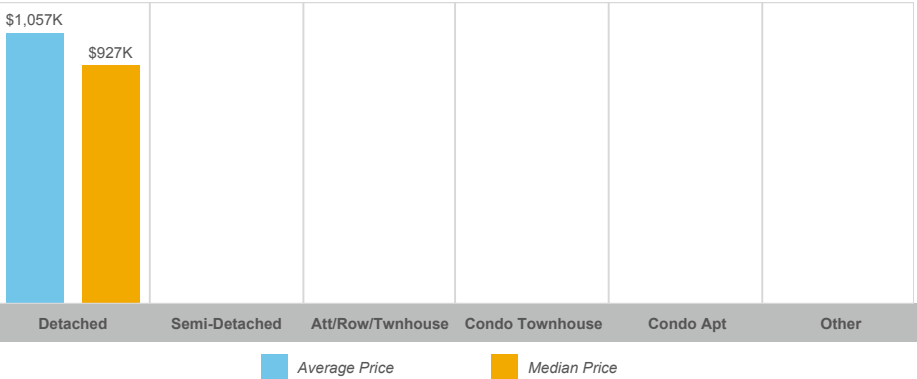 $1,057K
$927K
Detached Semi-Detached Att/Row/Twnhouse Condo Townhouse Condo Apt Other
Average Price Median Price